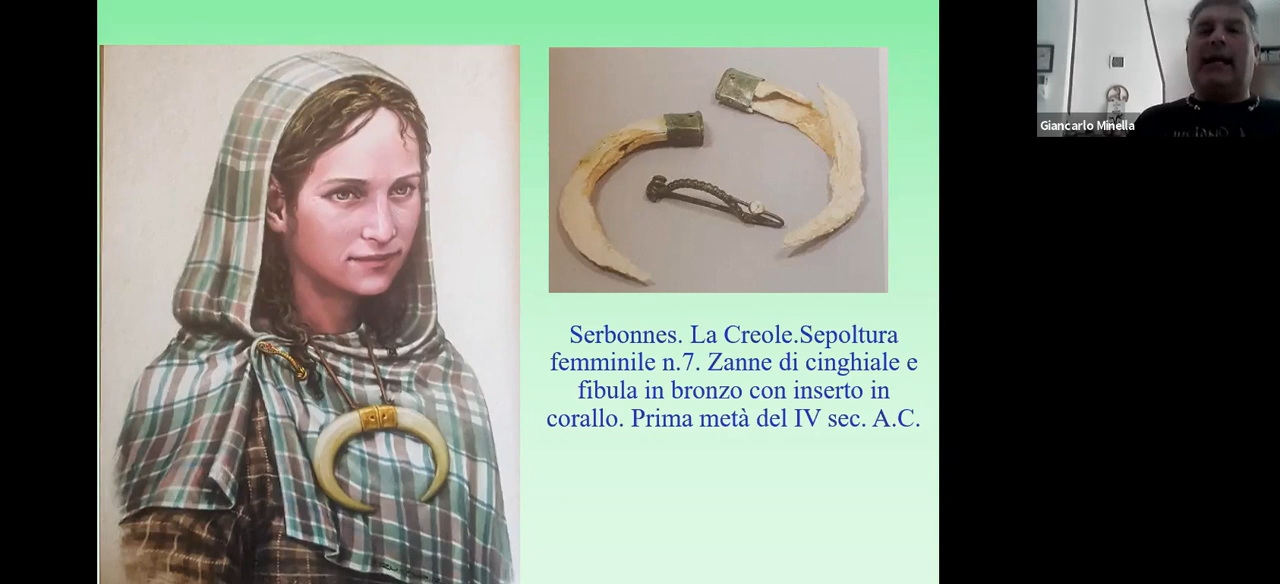 Serbonnes. La Creole.Sepoltura
femminile n.7. Zanne di cinghiale e
fibula in bronzo con inserto in
corallo. Prima metà del IV sec. A.C.
Giancarlo Minella